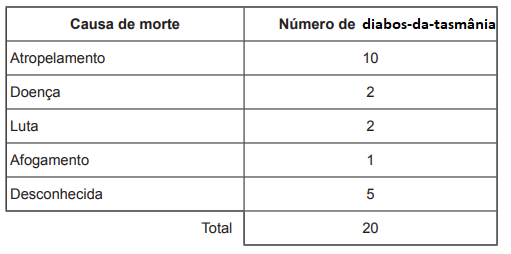 Causa de morte Número de diabos-da-tasmânia
Atropelamento 10
Doença 2
Luta 2
Afogamento 1
Desconhecida 5
Total 20